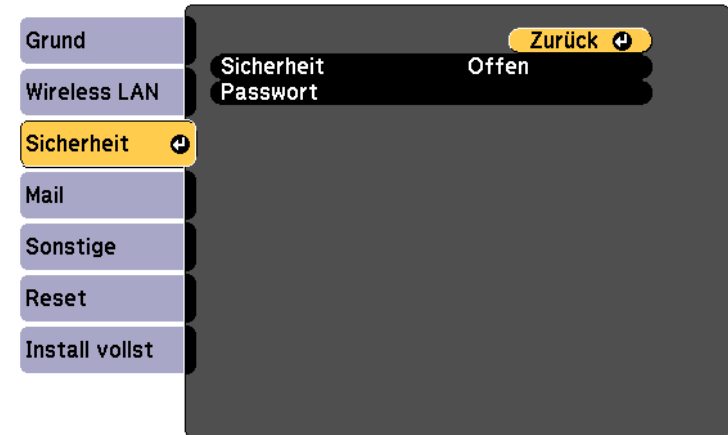 Grund
Wireless LAN
Sicherheit
Mail
Sonstige
Reset
Install vollst
Zurück
Sicherheit Offen
Passwort